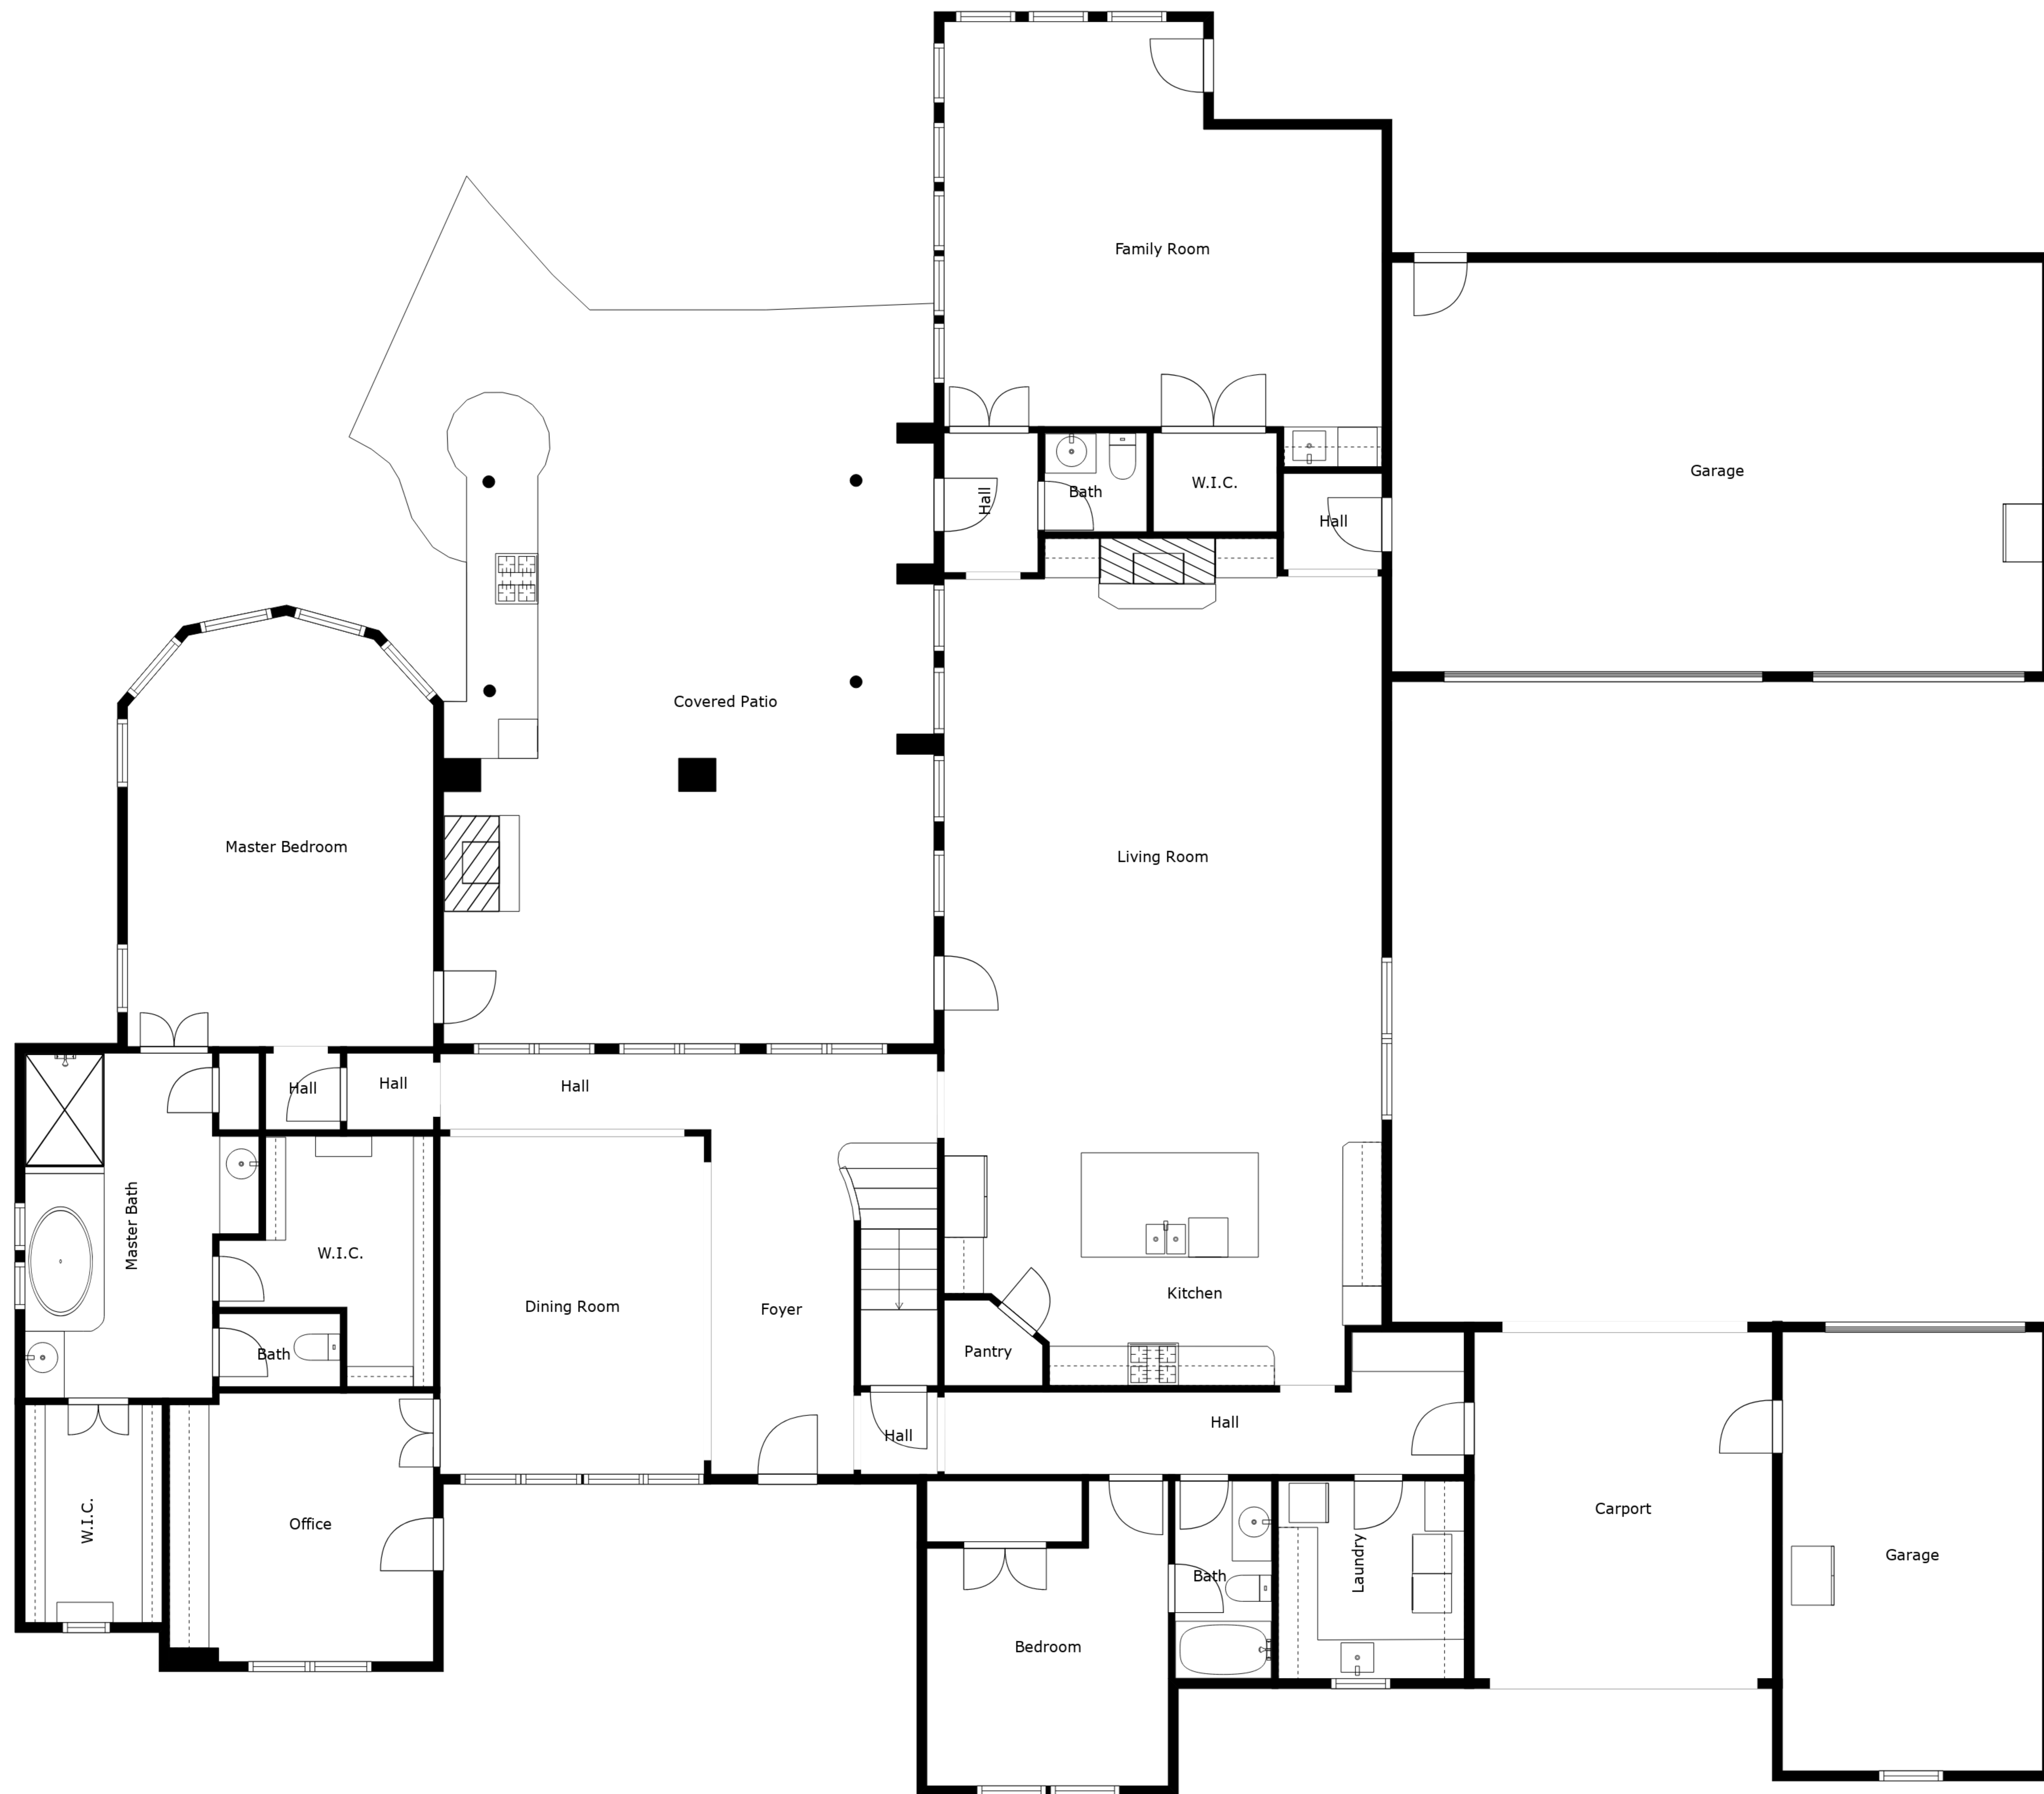 Family Room
Garage
Hall
Bath
W.I.C.
Hall
Covered Patio
Master Bedroom
Living Room
Hall
Hall
Hall
Master Bath
W.I.C.
Dining Room
Foyer
Kitchen
Bath
Pantry
Hall
Hall
W.I.C.
Office
Carport
Bath
Laundry
Garage
Bedroom